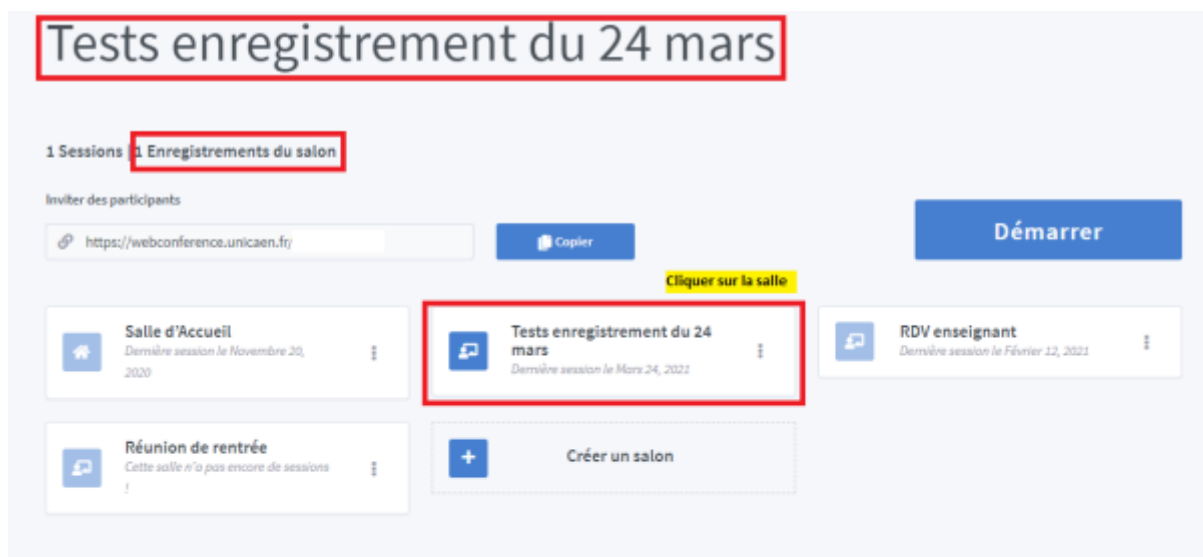 Tests enregistrement du 24 mars
1 Sessions | 1 Enregistrements du salon
Inviter des participants
https://webconference.unicaen.fr/
Copier
Démarrer
Cliquer sur la salle
Salle d'Accueil
Dernière session le Novembre 20,
2020
Tests enregistrement du 24
mars
Dernière session le Mars 24, 2021
RDV enseignant
Dernière session le Février 12, 2021
Réunion de rentrée
Cette salle n'a pas encore de sessions
!
Créer un salon